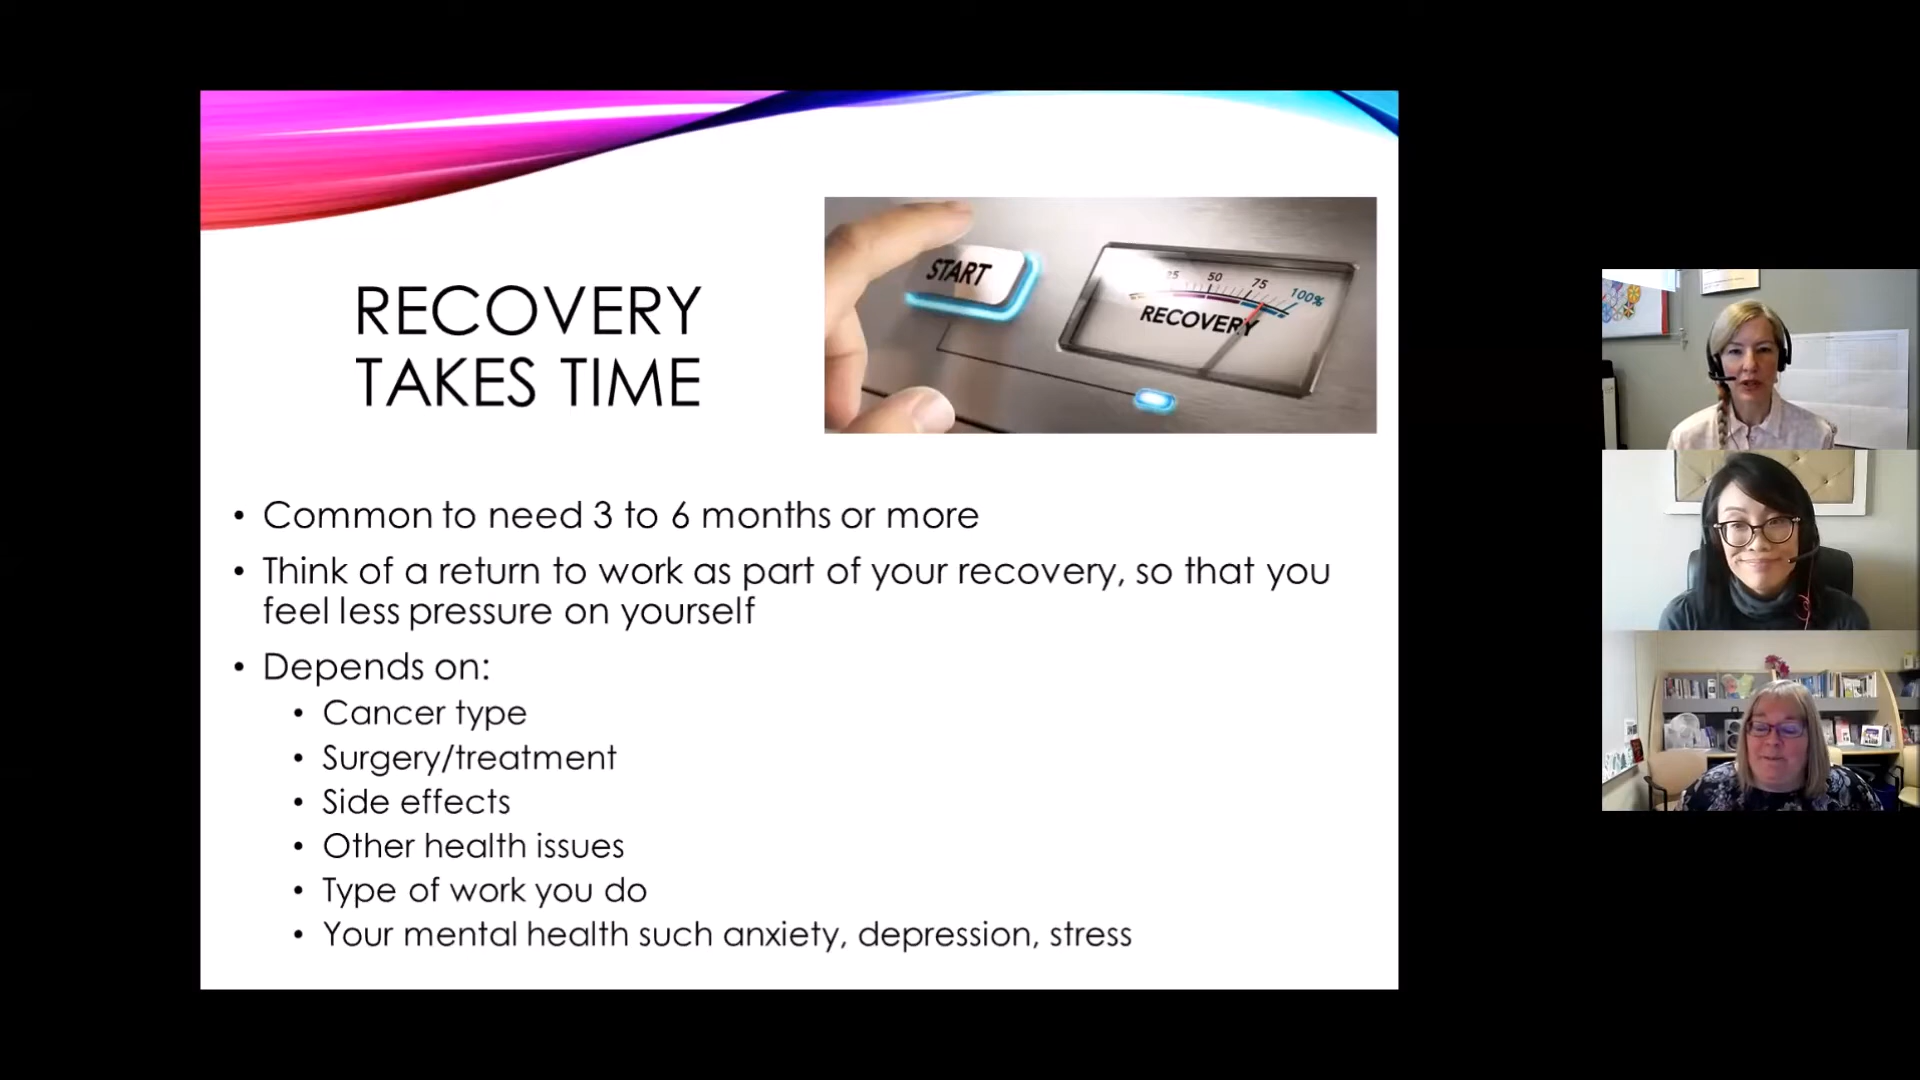 RECOVERY
TAKES TIME
START
25 50 75 100%
RECOVERY
• Common to need 3 to 6 months or more
• Think of a return to work as part of your recovery, so that you
feel less pressure on yourself
• Depends on:
• Cancer type
• Surgery/treatment
• Side effects
• Other health issues
• Type of work you do
• Your mental health such anxiety, depression, stress